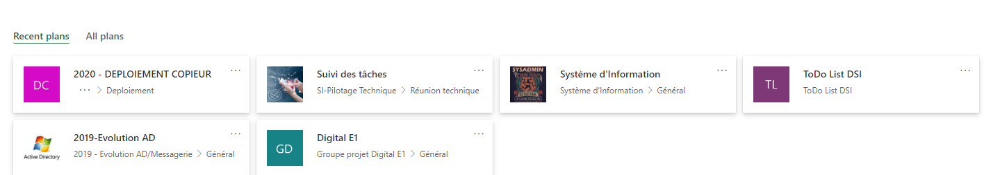 Recent plans All plans
DC
2020 - DEPLOIEMENT COPIEUR
... > Deploiement
...
Suivi des tâches
SI-Pilotage Technique > Réunion technique
...
SYSADMIN
Système d'Information
Système d'Information > Général
...
TL
ToDo List DSI
ToDo List DSI
...
Active Directory
2019-Evolution AD
2019 - Evolution AD/Messagerie > Général
...
GD
Digital E1
Groupe projet Digital E1 > Général
...